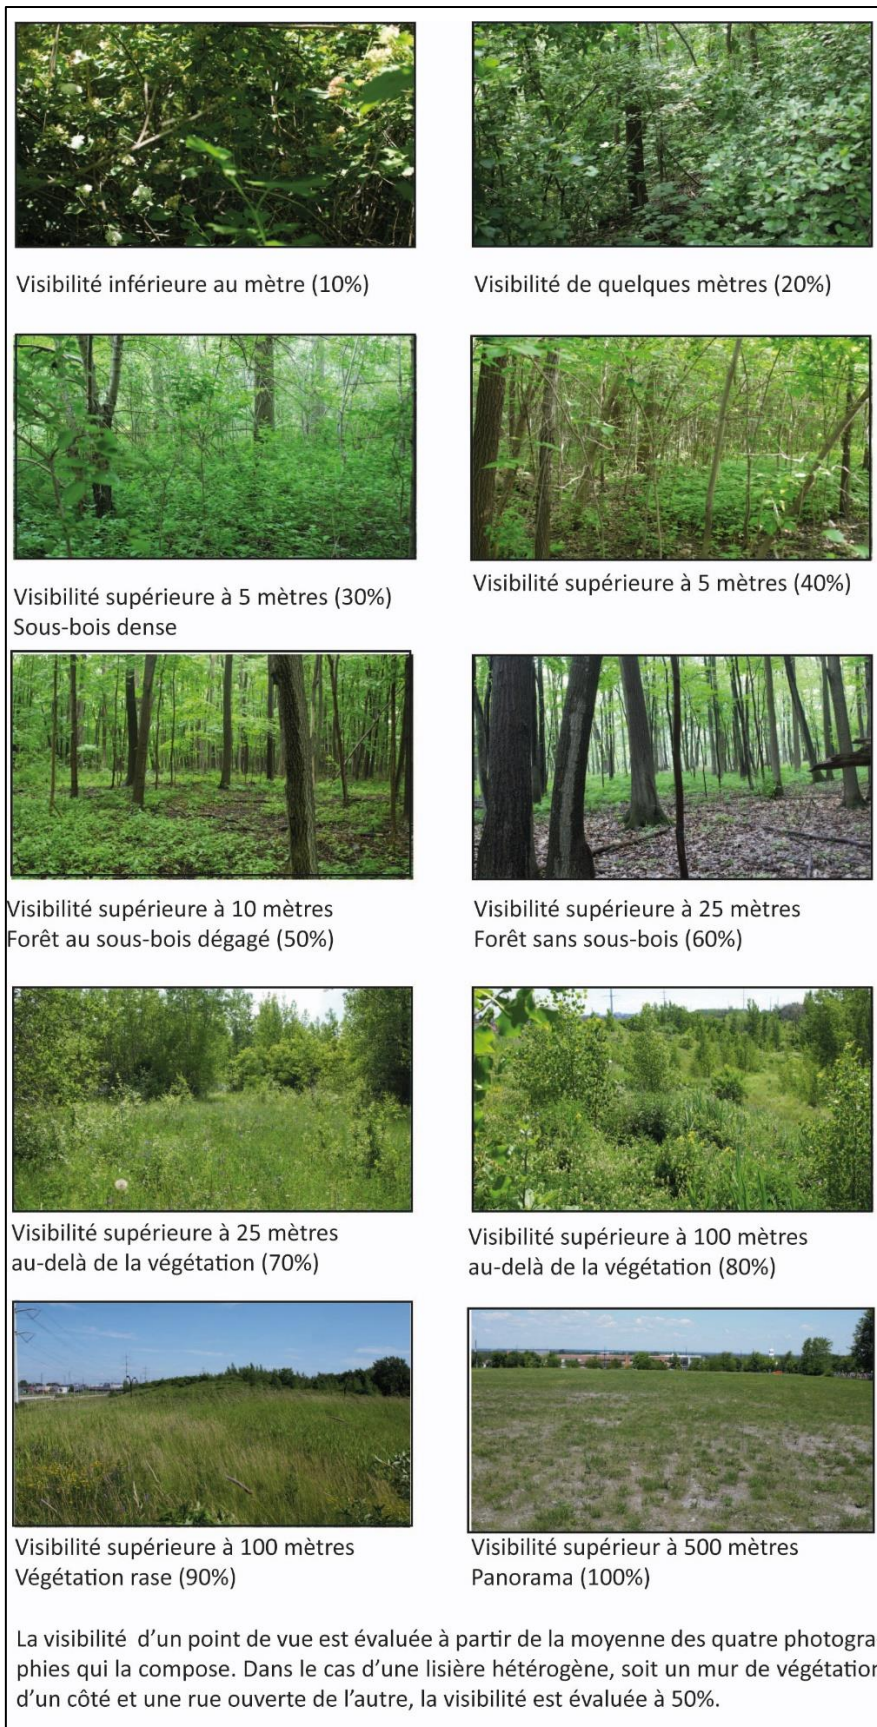 Visibilité inférieure au mètre (10%)
Visibilité de quelques mètres (20%)
Visibilité supérieure à 5 mètres (30%)
Sous-bois dense
Visibilité supérieure à 5 mètres (40%)
Visibilité supérieure à 10 mètres
Forêt au sous-bois dégagé (50%)
Visibilité supérieure à 25 mètres
Forêt sans sous-bois (60%)
Visibilité supérieure à 25 mètres
au-delà de la végétation (70%)
Visibilité supérieure à 100 mètres
au-delà de la végétation (80%)
Visibilité supérieure à 100 mètres
Végétation rase (90%)
Visibilité supérieur à 500 mètres
Panorama (100%)
La visibilité d’un point de vue est évaluée à partir de la moyenne des quatre photogra-
phies qui la compose. Dans le cas d’une lisière hétérogène, soit un mur de végétation
d’un côté et une rue ouverte de l’autre, la visibilité est évaluée à 50%.